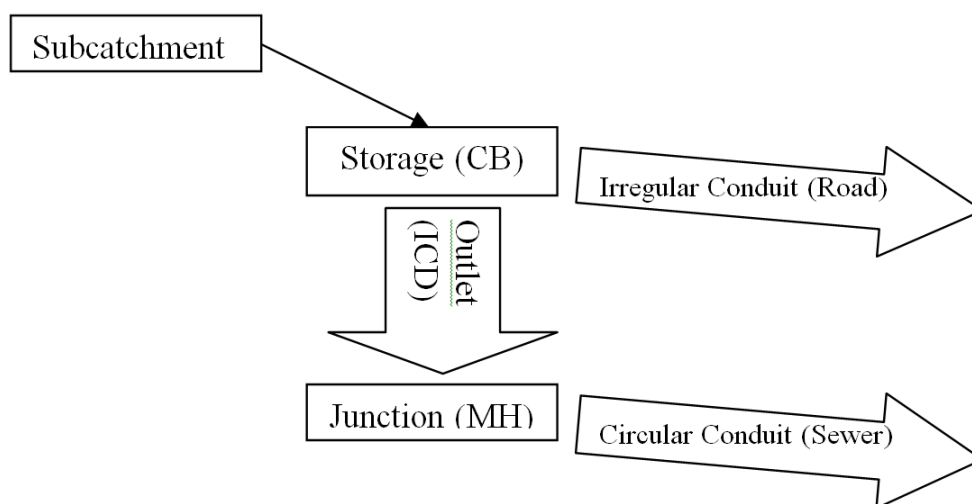 Subcatchment
Storage (CB)
Irregular Conduit (Road)
Outlet
(ICD)
Junction (MH)
Circular Conduit (Sewer)